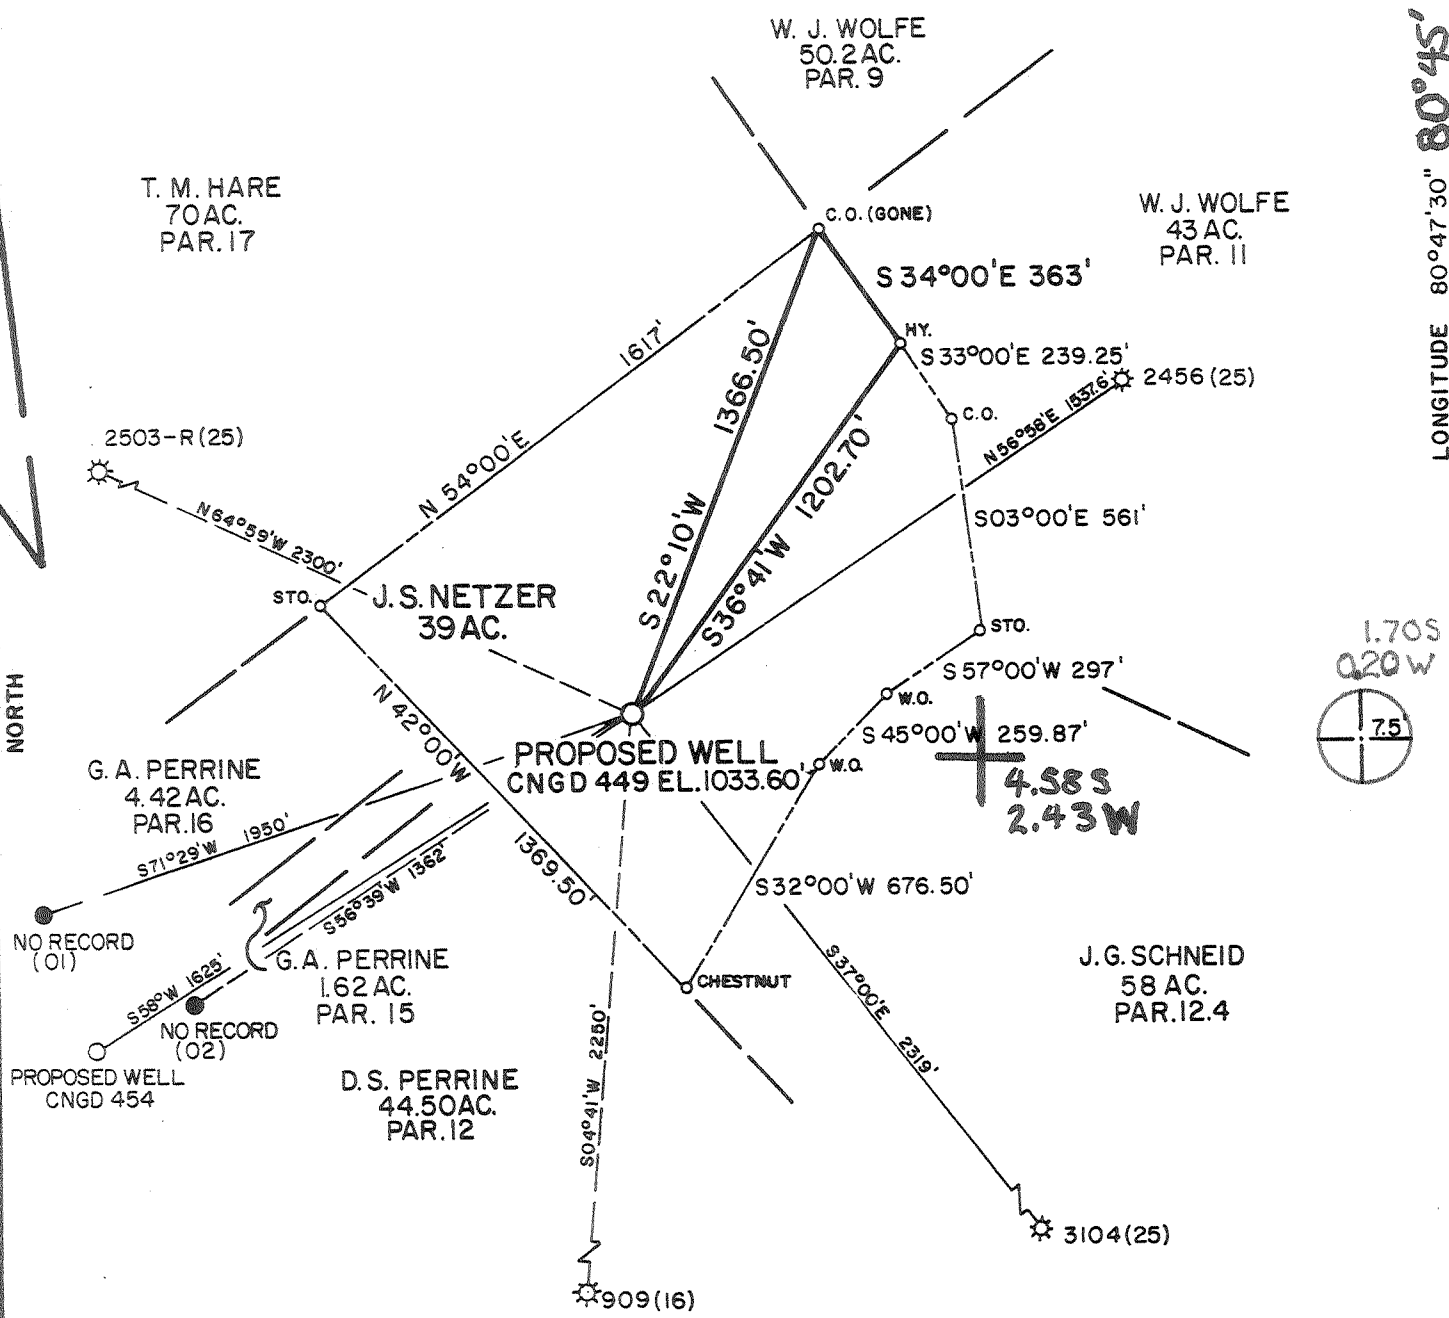 W. J. WOLFE
50.2 AC.
PAR. 9
80°45'
LONGITUDE 80°47'30"
T. M. HARE
70 AC.
PAR. 17
C.O. (GONE)
W. J. WOLFE
43 AC.
PAR. 11
S 34°00'E 363'
HY.
S 33°00'E 239.25'
1617'
N 54°00'E
1366.50'
S 22°10'W
1202.70'
S36°41'W
N 56°58'E 1537.6'
2456 (25)
C.O.
2503-R (25)
N 64°59'W 2300'
S03°00'E 561'
STO.
J. S. NETZER
39 AC.
STO.
S 57°00'W 297'
1.70S
0.20 W
7.5'
W.O.
S 45°00'W 259.87'
W.O.
4.58 S
2.43 W
NORTH
N 42°00'W
1369.50'
PROPOSED WELL
CNGD 449 EL. 1033.60'
G. A. PERRINE
4.42 AC.
PAR. 16
S71°29'W 1950'
S56°39'W 1362'
S32°00'W 676.50'
NO RECORD
(01)
G. A. PERRINE
1.62 AC.
PAR. 15
S58°W 1625'
NO RECORD
(02)
CHESTNUT
S37°00'E 2319'
J. G. SCHNEID
58 AC.
PAR. 12.4
PROPOSED WELL
CNGD 454
D. S. PERRINE
44.50 AC.
PAR. 12
S04°41'W 2250'
3104 (25)
909 (16)